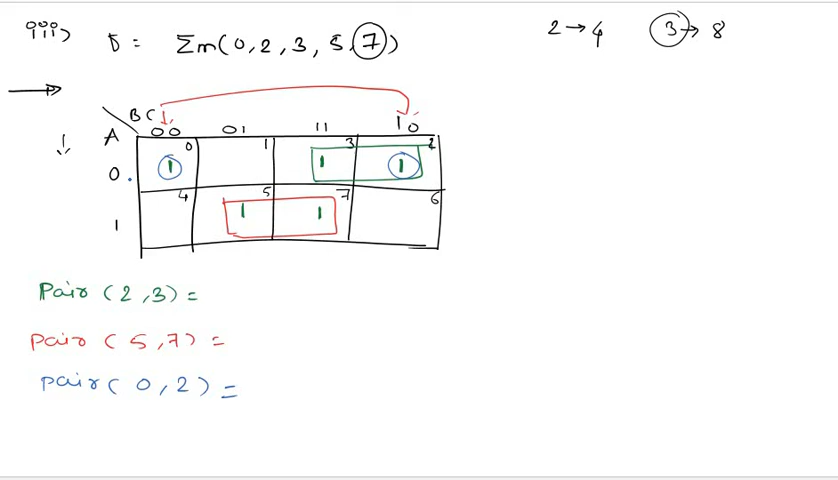 iii) f = Σm(0,2,3,5,7) 2→4 3→8
BC
A 00 01 11 10
0 1 0 1 1 3 1 2
1 4 1 5 1 7 6
Pair (2,3) =
Pair (5,7) =
Pair (0,2) =